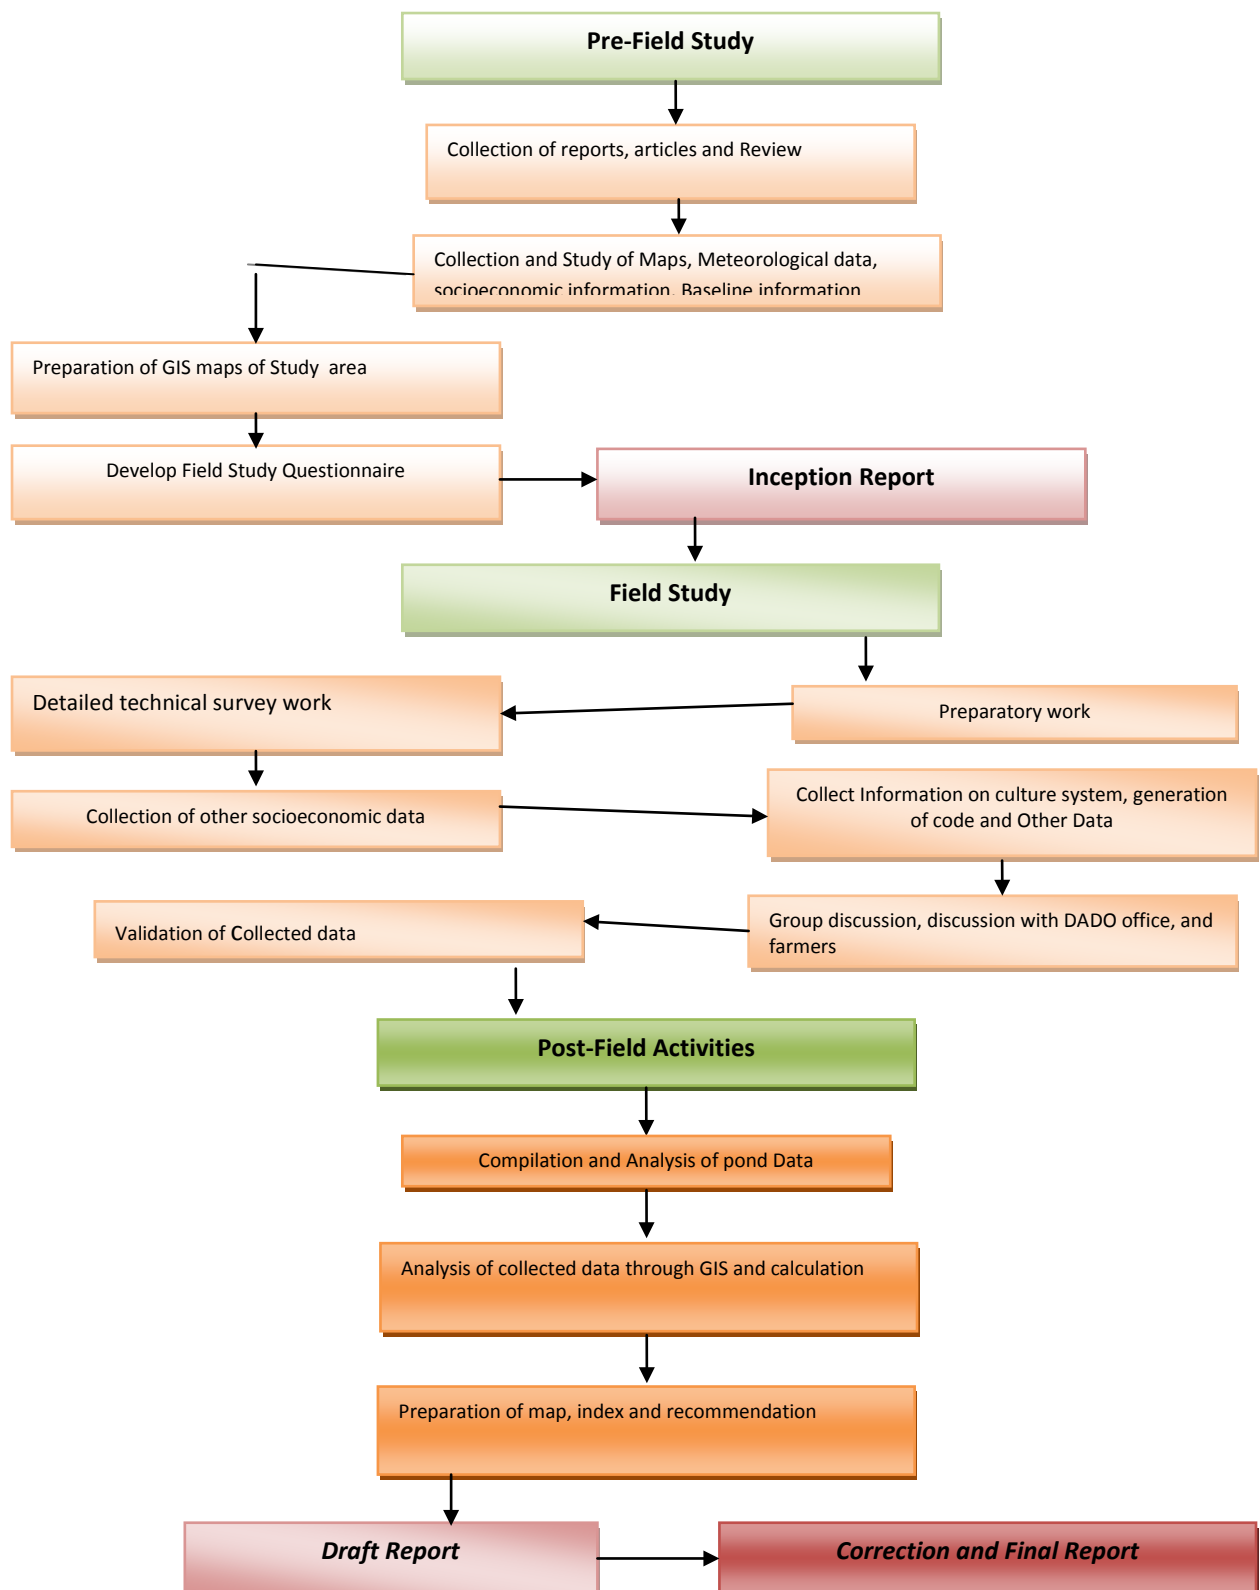 Pre-Field Study
Collection of reports, articles and Review
Collection and Study of Maps, Meteorological data,
socioeconomic information, Baseline information
Preparation of GIS maps of Study area
Develop Field Study Questionnaire
Inception Report
Field Study
Detailed technical survey work
Preparatory work
Collection of other socioeconomic data
Collect Information on culture system, generation
of code and Other Data
Group discussion, discussion with DADO office, and
farmers
Validation of Collected data
Post-Field Activities
Compilation and Analysis of pond Data
Analysis of collected data through GIS and calculation
Preparation of map, index and recommendation
Draft Report
Correction and Final Report